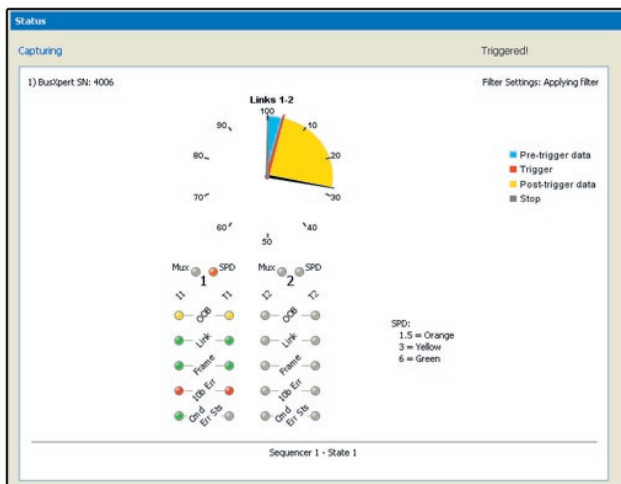 Status
Capturing
Triggered!
1) BusXpert SN: 4006
Filter Settings: Applying filter
Links 1-2
100
90
10
80
20
70
30
60
40
50
Pre-trigger data
Trigger
Post-trigger data
Stop
Mux SPD
1
Mux SPD
2
I1 T1
I2 T2
OOB
OOB
Link
Link
Frame
Frame
10b Err
10b Err
Cmd Err Sts
Cmd Err Sts
SPD:
1.5 = Orange
3 = Yellow
6 = Green
Sequencer 1 - State 1